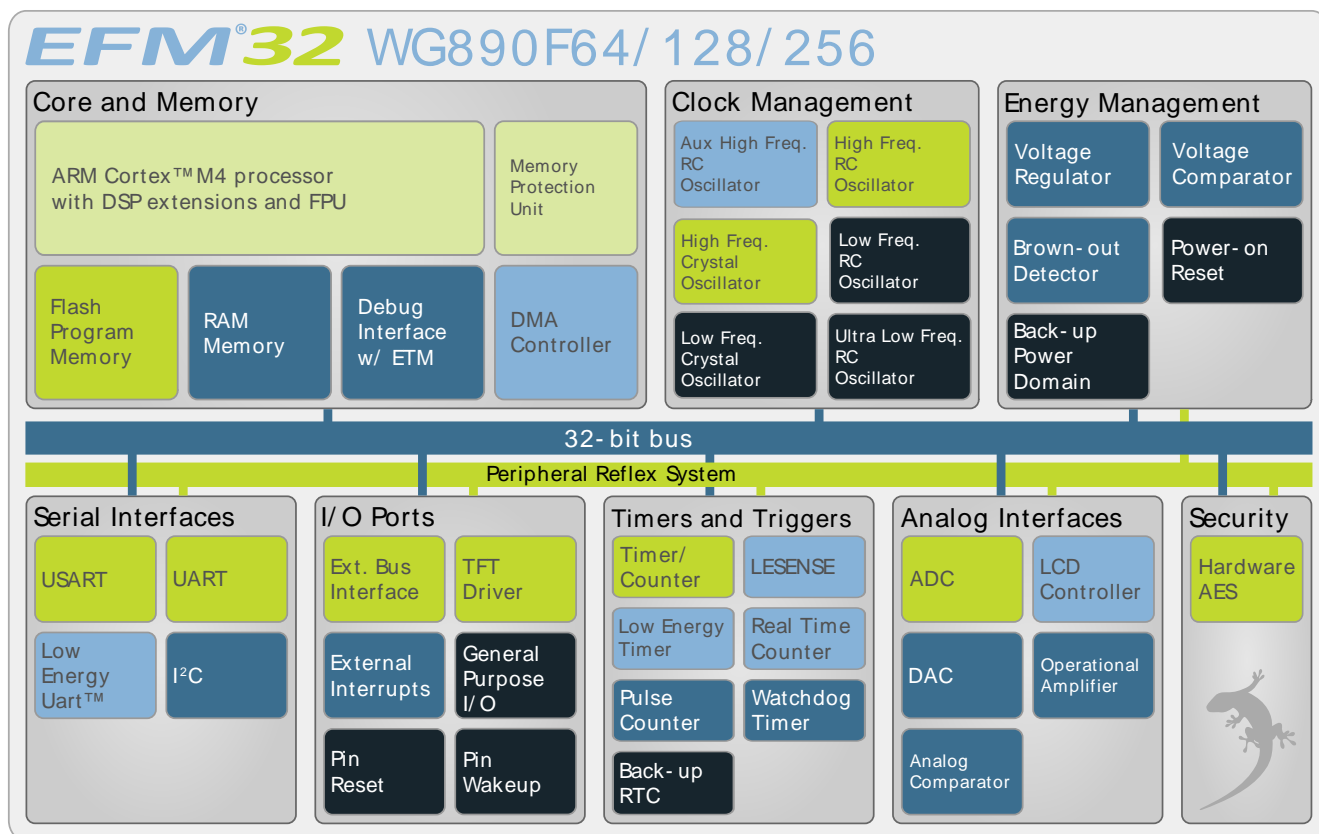 EFM®32 WG890F64/128/256
Core and Memory
ARM Cortex™ M4 processor
with DSP extensions and FPU
Memory
Protection
Unit
Flash
Program
Memory
RAM
Memory
Debug
Interface
w/ ETM
DMA
Controller
Clock Management
Aux High Freq.
RC
Oscillator
High Freq.
RC
Oscillator
High Freq.
Crystal
Oscillator
Low Freq.
RC
Oscillator
Low Freq.
Crystal
Oscillator
Ultra Low Freq.
RC
Oscillator
Energy Management
Voltage
Regulator
Voltage
Comparator
Brown-out
Detector
Power-on
Reset
Back-up
Power
Domain
32-bit bus
Peripheral Reflex System
Serial Interfaces
USART
UART
Low
Energy
Uart™
I²C
I/O Ports
Ext. Bus
Interface
TFT
Driver
External
Interrupts
General
Purpose
I/O
Pin
Reset
Pin
Wakeup
Timers and Triggers
Timer/
Counter
LESENSE
Low Energy
Timer
Real Time
Counter
Pulse
Counter
Watchdog
Timer
Back-up
RTC
Analog Interfaces
ADC
LCD
Controller
DAC
Operational
Amplifier
Analog
Comparator
Security
Hardware
AES